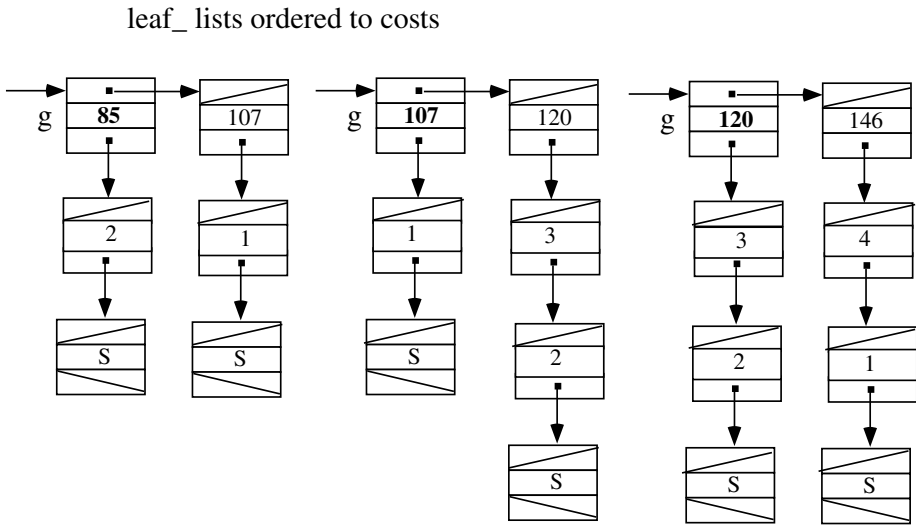 leaf_ lists ordered to costs
g 85 107 g 107 120 g 120 146
2 1 1 3 3 4
S S S 2 2 1
S S S